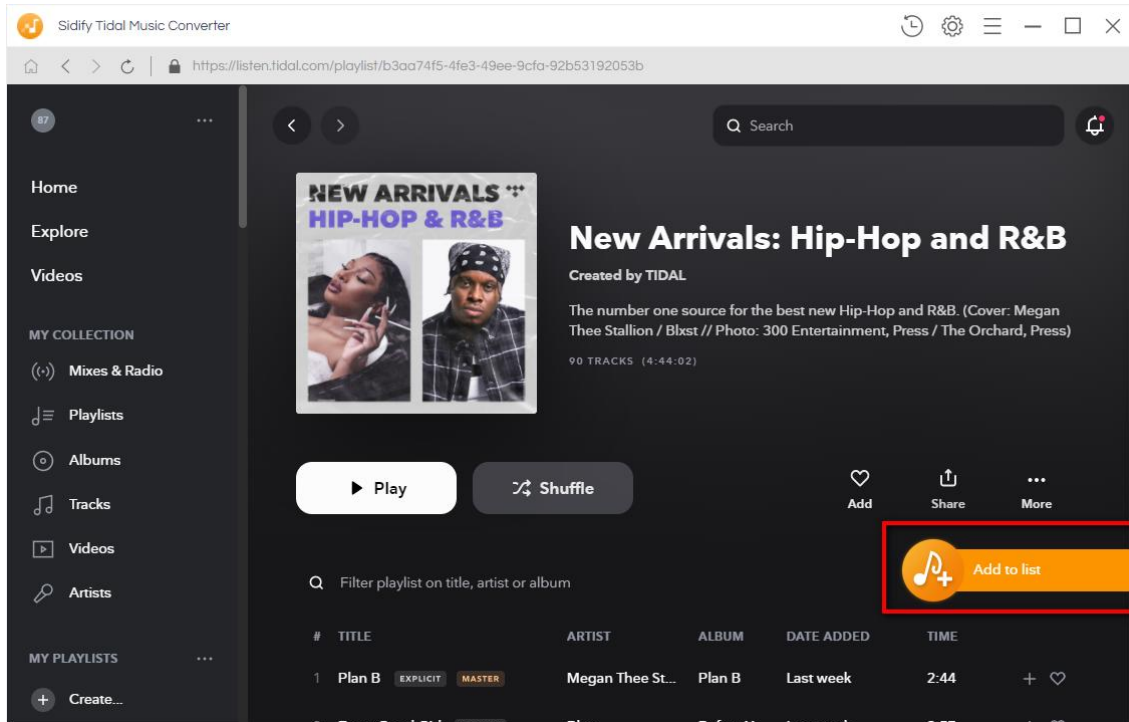 Sidify Tidal Music Converter
https://listen.tidal.com/playlist/b3aa74f5-4fe3-49ee-9cfa-92b53192053b
87
Search
Home
Explore
Videos
MY COLLECTION
Mixes & Radio
Playlists
Albums
Tracks
Videos
Artists
MY PLAYLISTS
Create...
NEW ARRIVALS
HIP-HOP & R&B
New Arrivals: Hip-Hop and R&B
Created by TIDAL
The number one source for the best new Hip-Hop and R&B. (Cover: Megan
Thee Stallion / Blxst // Photo: 300 Entertainment, Press / The Orchard, Press)
90 TRACKS (4:44:02)
Play
Shuffle
Add
Share
More
Add to list
Filter playlist on title, artist or album
# TITLE ARTIST ALBUM DATE ADDED TIME
1 Plan B EXPLICIT MASTER Megan Thee St... Plan B Last week 2:44